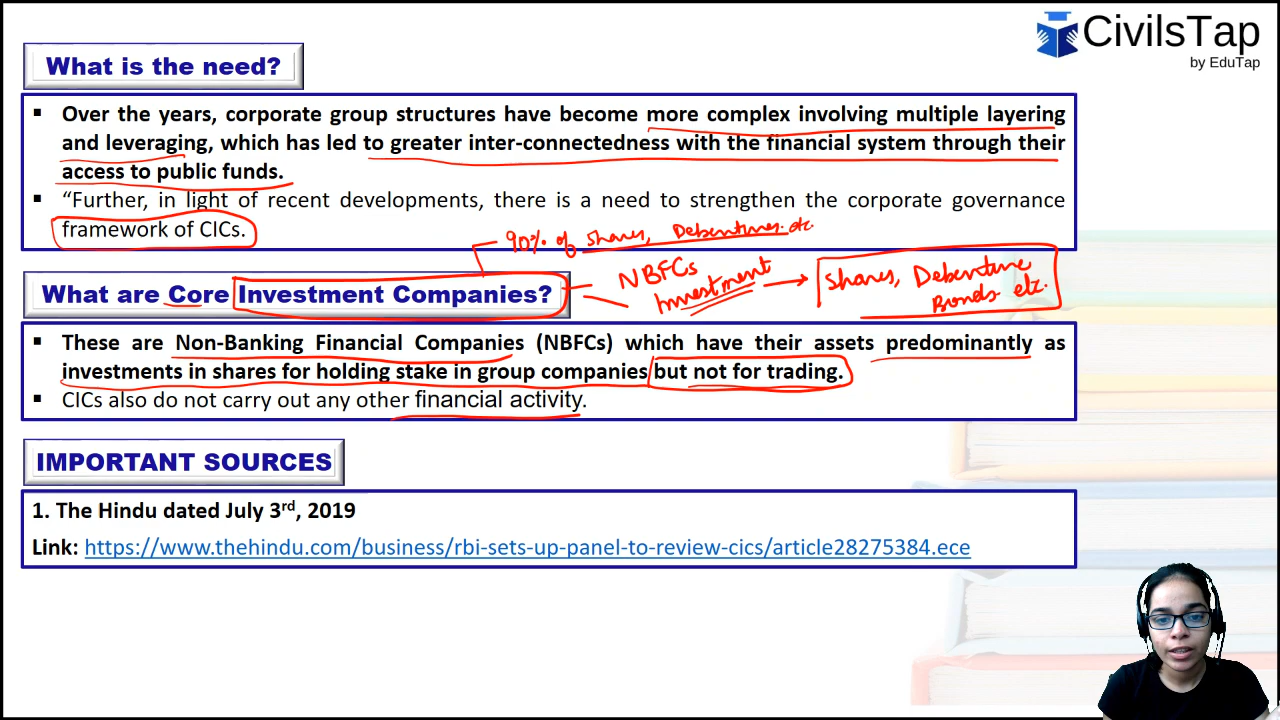 CivilsTap
by EduTap
What is the need?
▪ Over the years, corporate group structures have become more complex involving multiple layering
and leveraging, which has led to greater inter-connectedness with the financial system through their
access to public funds.
▪ “Further, in light of recent developments, there is a need to strengthen the corporate governance
framework of CICs.
90% of shares, Debentures etc.
What are Core Investment Companies?
NBFCs
Investment
Shares, Debenture
Bonds etc.
▪ These are Non-Banking Financial Companies (NBFCs) which have their assets predominantly as
investments in shares for holding stake in group companies but not for trading.
▪ CICs also do not carry out any other financial activity.
IMPORTANT SOURCES
1. The Hindu dated July 3rd, 2019
Link: https://www.thehindu.com/business/rbi-sets-up-panel-to-review-cics/article28275384.ece